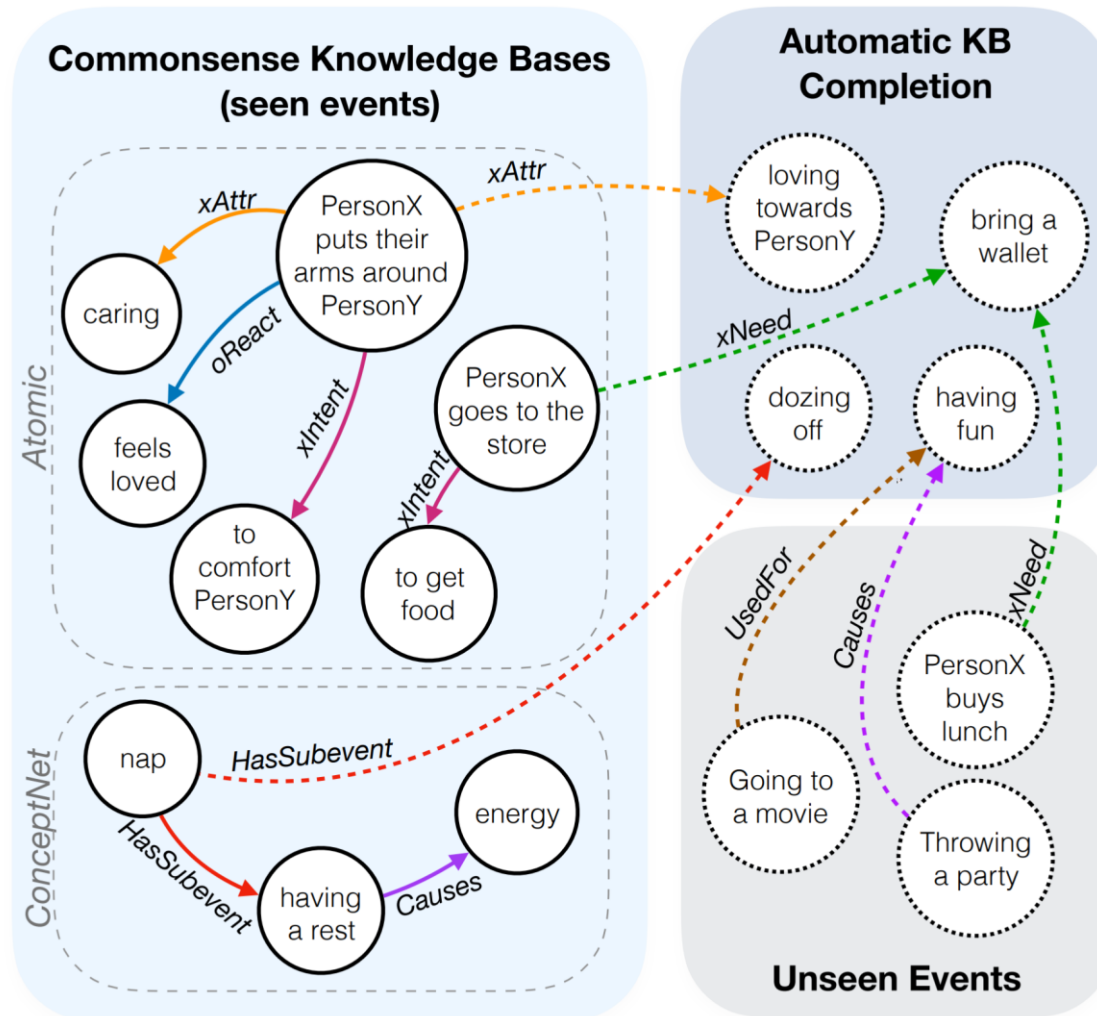 Commonsense Knowledge Bases
(seen events)
Atomic
xAttr
PersonX
puts their
arms around
PersonY
xAttr
caring
oReact
feels
loved
xIntent
to
comfort
PersonY
PersonX
goes to the
store
xIntent
to get
food
xNeed
ConceptNet
nap
HasSubevent
HasSubevent
having
a rest
Causes
energy
Automatic KB
Completion
loving
towards
PersonY
bring a
wallet
dozing
off
having
fun
UsedFor
Causes
xNeed
PersonX
buys
lunch
Going to
a movie
Throwing
a party
Unseen Events